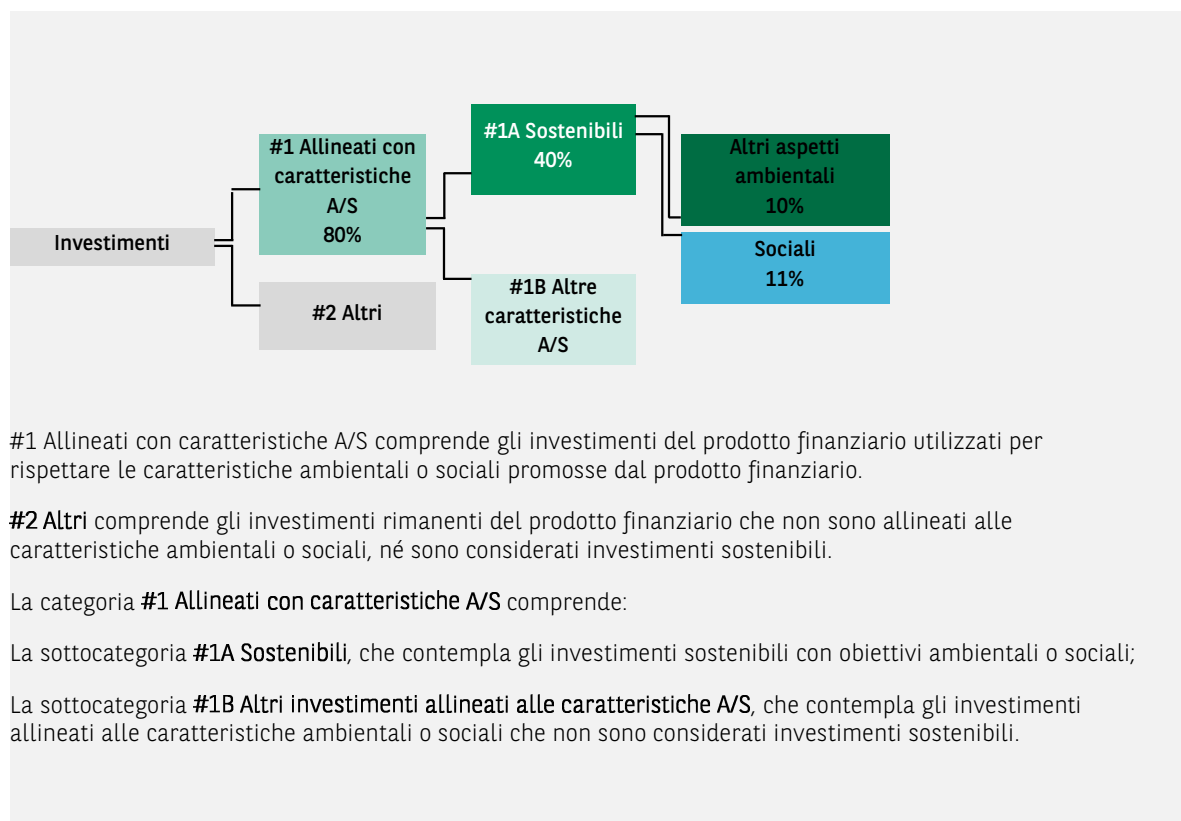 Investimenti
#1 Allineati con
caratteristiche
A/S
80%
#2 Altri
#1A Sostenibili
40%
#1B Altre
caratteristiche
A/S
Altri aspetti
ambientali
10%
Sociali
11%
#1 Allineati con caratteristiche A/S comprende gli investimenti del prodotto finanziario utilizzati per
rispettare le caratteristiche ambientali o sociali promosse dal prodotto finanziario.
#2 Altri comprende gli investimenti rimanenti del prodotto finanziario che non sono allineati alle
caratteristiche ambientali o sociali, né sono considerati investimenti sostenibili.
La categoria #1 Allineati con caratteristiche A/S comprende:
La sottocategoria #1A Sostenibili, che contempla gli investimenti sostenibili con obiettivi ambientali o sociali;
La sottocategoria #1B Altri investimenti allineati alle caratteristiche A/S, che contempla gli investimenti
allineati alle caratteristiche ambientali o sociali che non sono considerati investimenti sostenibili.